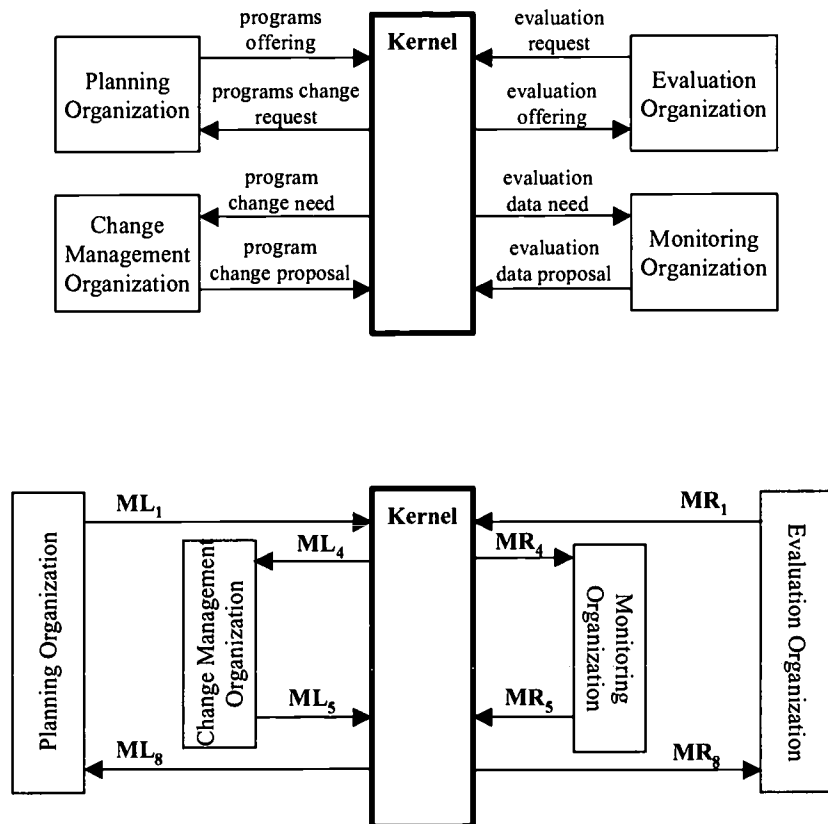 programs
offering
Kernel
evaluation
request
Planning
Organization
Evaluation
Organization
programs change
request
evaluation
offering
program
change need
evaluation
data need
Change
Management
Organization
Monitoring
Organization
program
change proposal
evaluation
data proposal
ML1
Kernel
MR1
ML4
MR4
Planning Organization
Change Management
Organization
Monitoring
Organization
Evaluation Organization
ML5
MR5
ML8
MR8